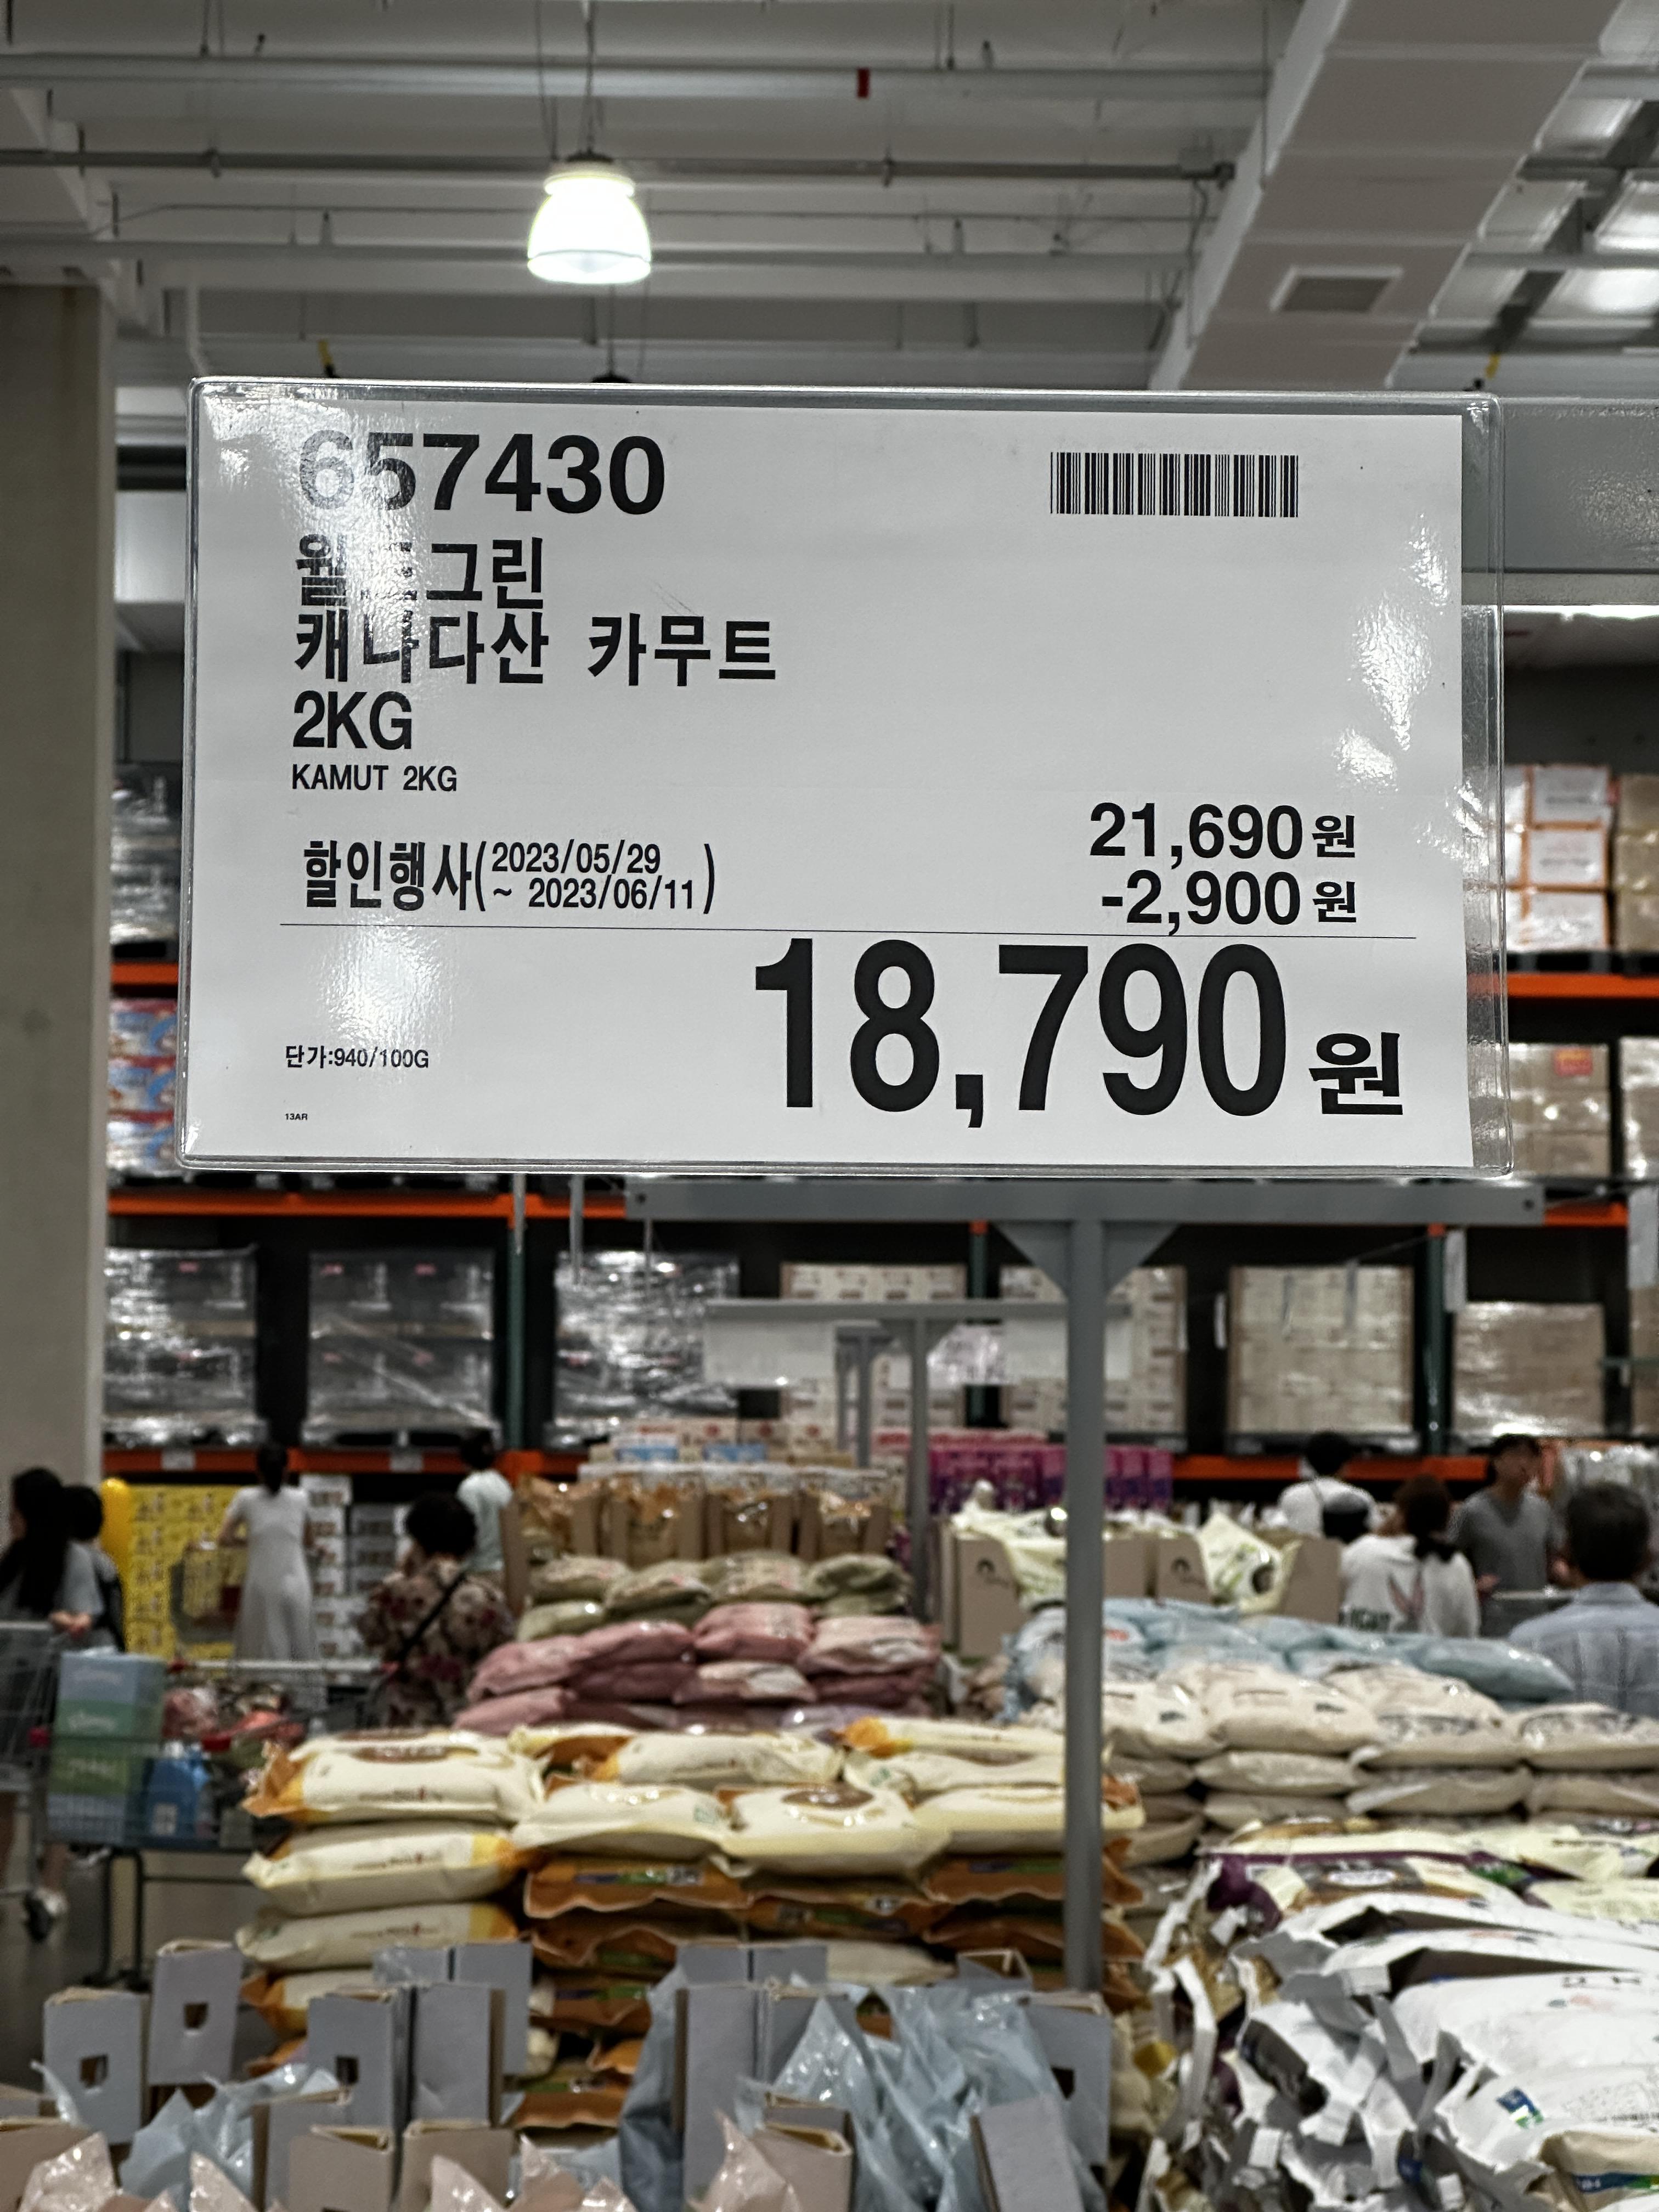 657430
월드그린
캐나다산 카무트
2KG
KAMUT 2KG
21,690원
할인행사(2023/05/29
~ 2023/06/11)
-2,900원
18,790원
단가:940/100G
13AR